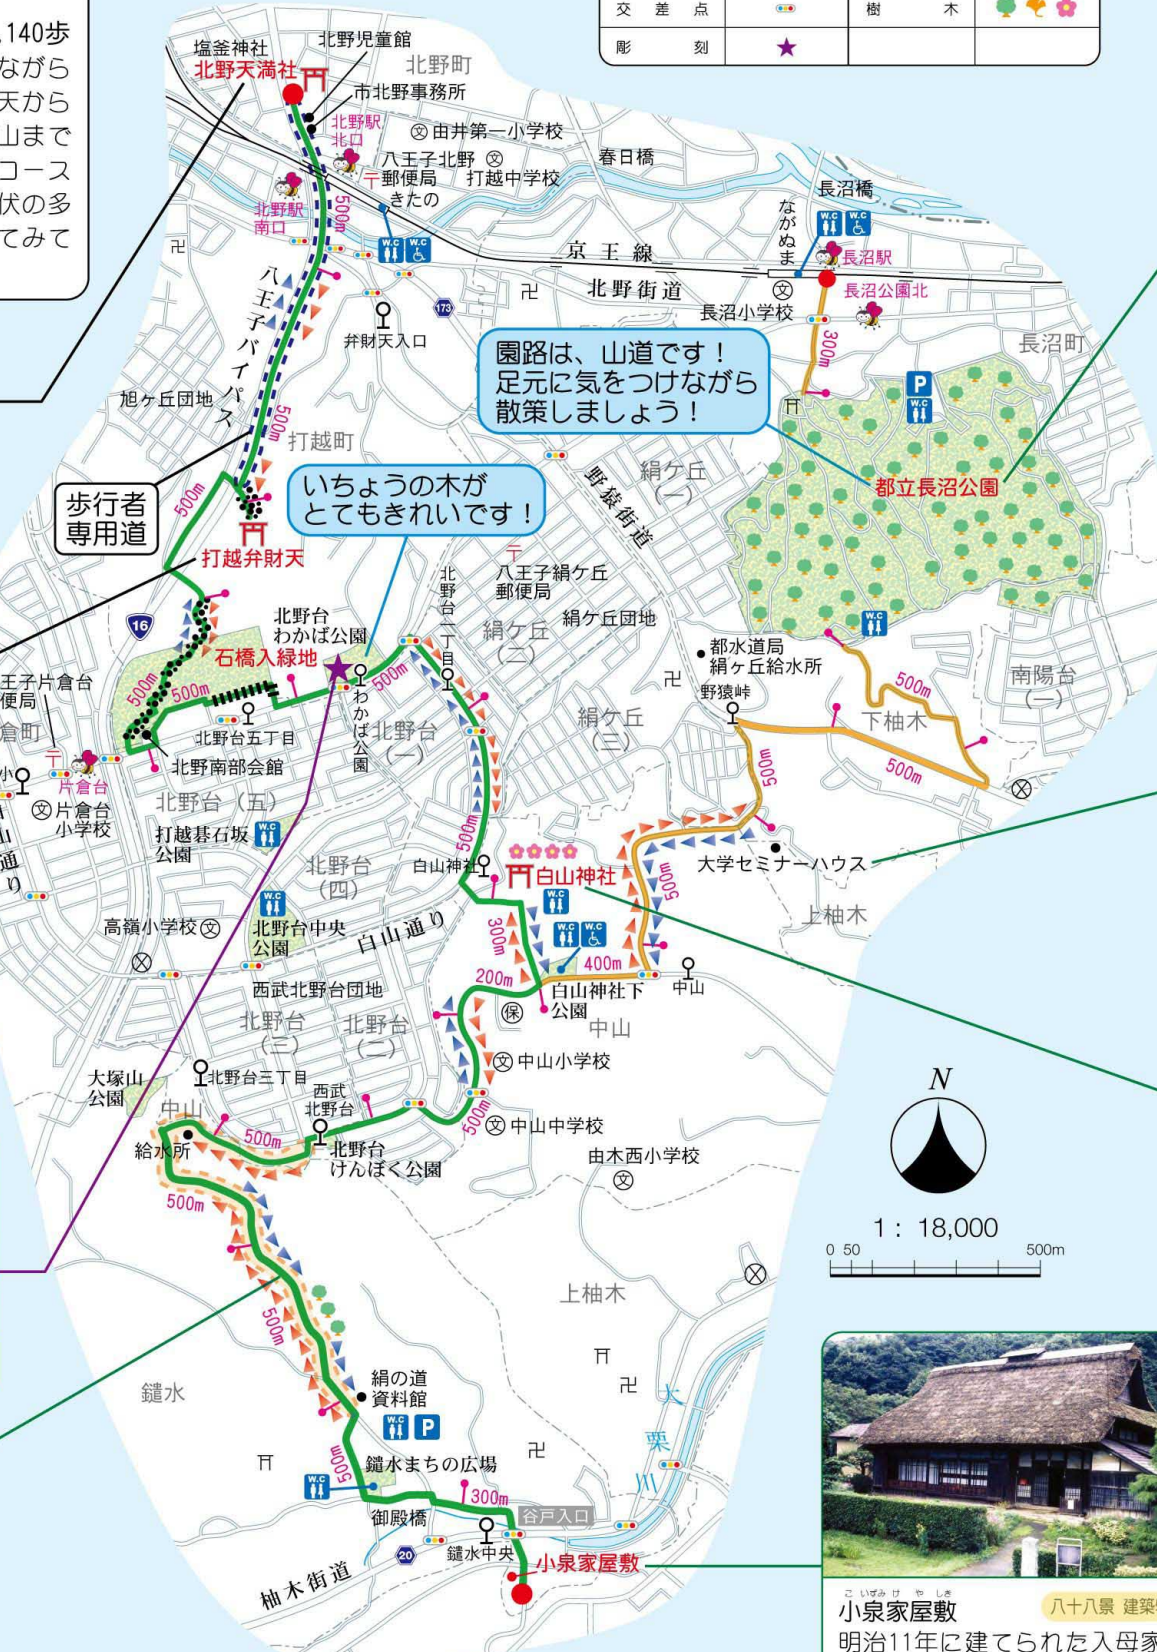 140歩
ながら
天から
山まで
コース
伏の多
てみて
交差点
樹木
彫刻
塩釜神社
北野児童館
北野天満社
北野町
市北野事務所
北野駅
北口
文 由井第一小学校
八王子北野
郵便局
文
打越中学校
春日橋
きたの
北野駅
南口
500m
W.C
W.C
長沼橋
ながぬま
W.C
W.C
長沼駅
京王線
北野街道
文
長沼小学校
長沼公園北
300m
長沼町
173
弁財天入口
八王子バイパス
旭ヶ丘団地
500m
打越町
園路は、山道です！
足元に気をつけながら
散策しましょう！
P
W.C
都立長沼公園
野猿街道
絹ケ丘
(一)
歩行者
専用道
500m
いちょうの木が
とてもきれいです！
打越弁財天
八王子絹ケ丘
郵便局
北野台一丁目
絹ケ丘
(二)
絹ケ丘団地
16
北野台
わかば公園
石橋入緑地
500m
500m
500m
わかば公園
北野台
(一)
都水道局
絹ヶ丘給水所
野猿峠
W.C
南陽台
(一)
500m
下柚木
500m
絹ケ丘
(三)
500m
王子片倉台
便局
倉町
片倉台
小
文 片倉台
小学校
山通り
北野台五丁目
北野南部会館
北野台（五）
打越碁石坂
公園
W.C
500m
北野台
(四)
白山神社
白山神社
W.C
大学セミナーハウス
上柚木
500m
高嶺小学校 文
W.C
北野台中央
公園
白山通り
300m
W.C
W.C
400m
200m
白山神社下
公園
中山
保
中山
西武北野台団地
北野台
(三)
北野台
(二)
文 中山小学校
大塚山
公園
北野台三丁目
西武
北野台
中山
給水所
500m
500m
文 中山中学校
北野台
けんぽく公園
由木西小学校
文
N
1：18,000
0 50 500m
500m
500m
上柚木
鑓水
絹の道
資料館
W.C
P
500m
大栗川
鑓水まちの広場
W.C
300m
御殿橋
谷戸入口
20
鑓水中央
小泉家屋敷
柚木街道
こいずみけやしき
小泉家屋敷
八十八景 建築
明治11年に建てられた入母家